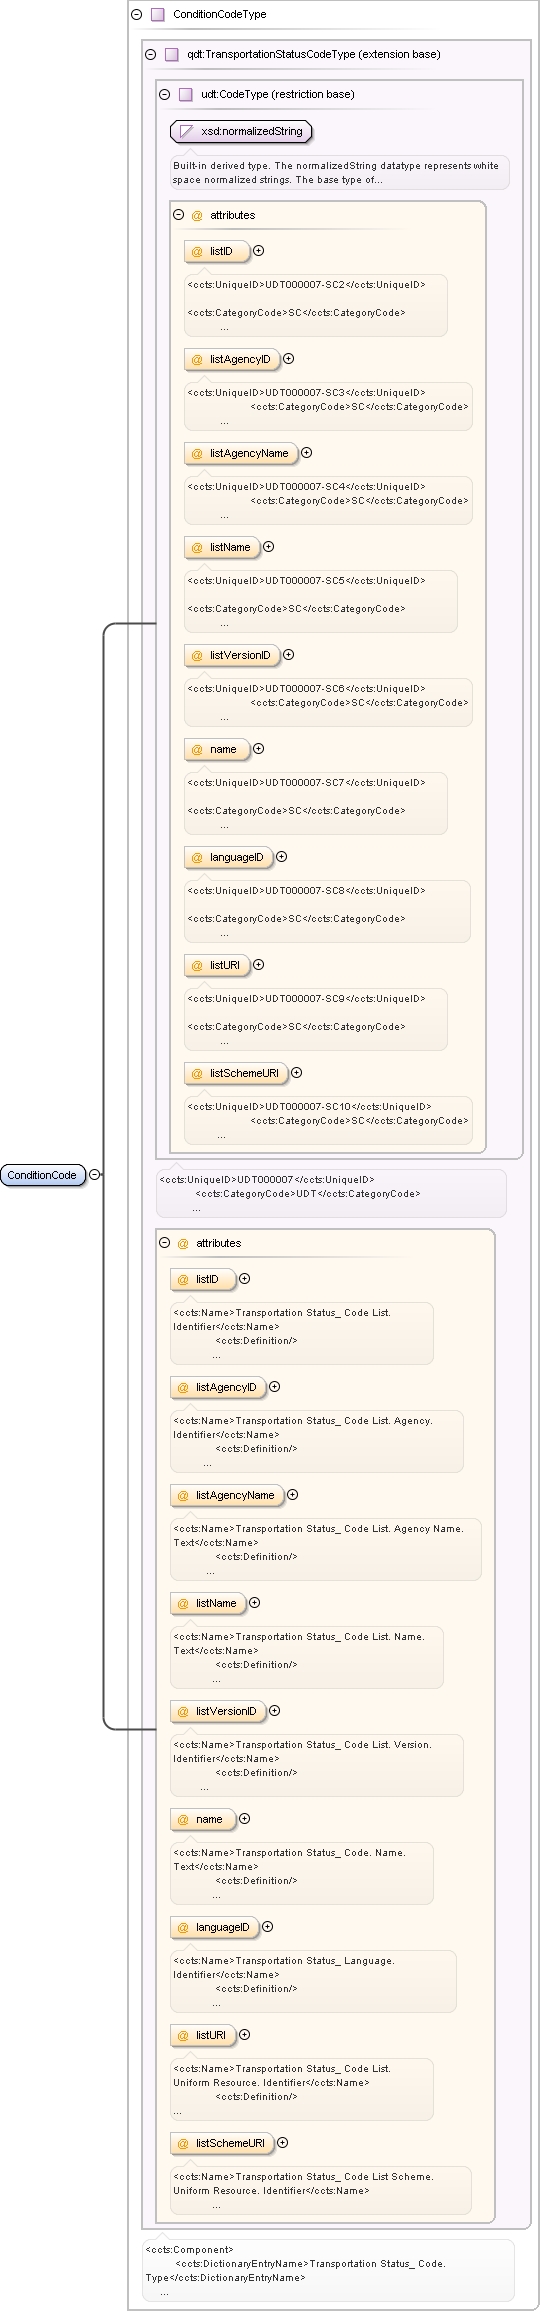 ConditionCodeType
qdt:TransportationStatusCodeType (extension base)
udt:CodeType (restriction base)
xsd:normalizedString
Built-in derived type. The normalizedString datatype represents white
space normalized strings. The base type of...
@ attributes
@ listID
<ccts:UniqueID>UDT000007-SC2</ccts:UniqueID>
<ccts:CategoryCode>SC</ccts:CategoryCode>
...
@ listAgencyID
<ccts:UniqueID>UDT000007-SC3</ccts:UniqueID>
<ccts:CategoryCode>SC</ccts:CategoryCode>
...
@ listAgencyName
<ccts:UniqueID>UDT000007-SC4</ccts:UniqueID>
<ccts:CategoryCode>SC</ccts:CategoryCode>
...
@ listName
<ccts:UniqueID>UDT000007-SC5</ccts:UniqueID>
<ccts:CategoryCode>SC</ccts:CategoryCode>
...
@ listVersionID
<ccts:UniqueID>UDT000007-SC6</ccts:UniqueID>
<ccts:CategoryCode>SC</ccts:CategoryCode>
...
@ name
<ccts:UniqueID>UDT000007-SC7</ccts:UniqueID>
<ccts:CategoryCode>SC</ccts:CategoryCode>
...
@ languageID
<ccts:UniqueID>UDT000007-SC8</ccts:UniqueID>
<ccts:CategoryCode>SC</ccts:CategoryCode>
...
@ listURI
<ccts:UniqueID>UDT000007-SC9</ccts:UniqueID>
<ccts:CategoryCode>SC</ccts:CategoryCode>
...
@ listSchemeURI
<ccts:UniqueID>UDT000007-SC10</ccts:UniqueID>
<ccts:CategoryCode>SC</ccts:CategoryCode>
...
ConditionCode
<ccts:UniqueID>UDT000007</ccts:UniqueID>
<ccts:CategoryCode>UDT</ccts:CategoryCode>
...
@ attributes
@ listID
<ccts:Name>Transportation Status_ Code List.
Identifier</ccts:Name>
<ccts:Definition/>
...
@ listAgencyID
<ccts:Name>Transportation Status_ Code List. Agency.
Identifier</ccts:Name>
<ccts:Definition/>
...
@ listAgencyName
<ccts:Name>Transportation Status_ Code List. Agency Name.
Text</ccts:Name>
<ccts:Definition/>
...
@ listName
<ccts:Name>Transportation Status_ Code List. Name.
Text</ccts:Name>
<ccts:Definition/>
...
@ listVersionID
<ccts:Name>Transportation Status_ Code List. Version.
Identifier</ccts:Name>
<ccts:Definition/>
...
@ name
<ccts:Name>Transportation Status_ Code. Name.
Text</ccts:Name>
<ccts:Definition/>
...
@ languageID
<ccts:Name>Transportation Status_ Language.
Identifier</ccts:Name>
<ccts:Definition/>
...
@ listURI
<ccts:Name>Transportation Status_ Code List.
Uniform Resource. Identifier</ccts:Name>
<ccts:Definition/>
...
@ listSchemeURI
<ccts:Name>Transportation Status_ Code List Scheme.
Uniform Resource. Identifier</ccts:Name>
...
<ccts:Component>
<ccts:DictionaryEntryName>Transportation Status_ Code.
Type</ccts:DictionaryEntryName>
...